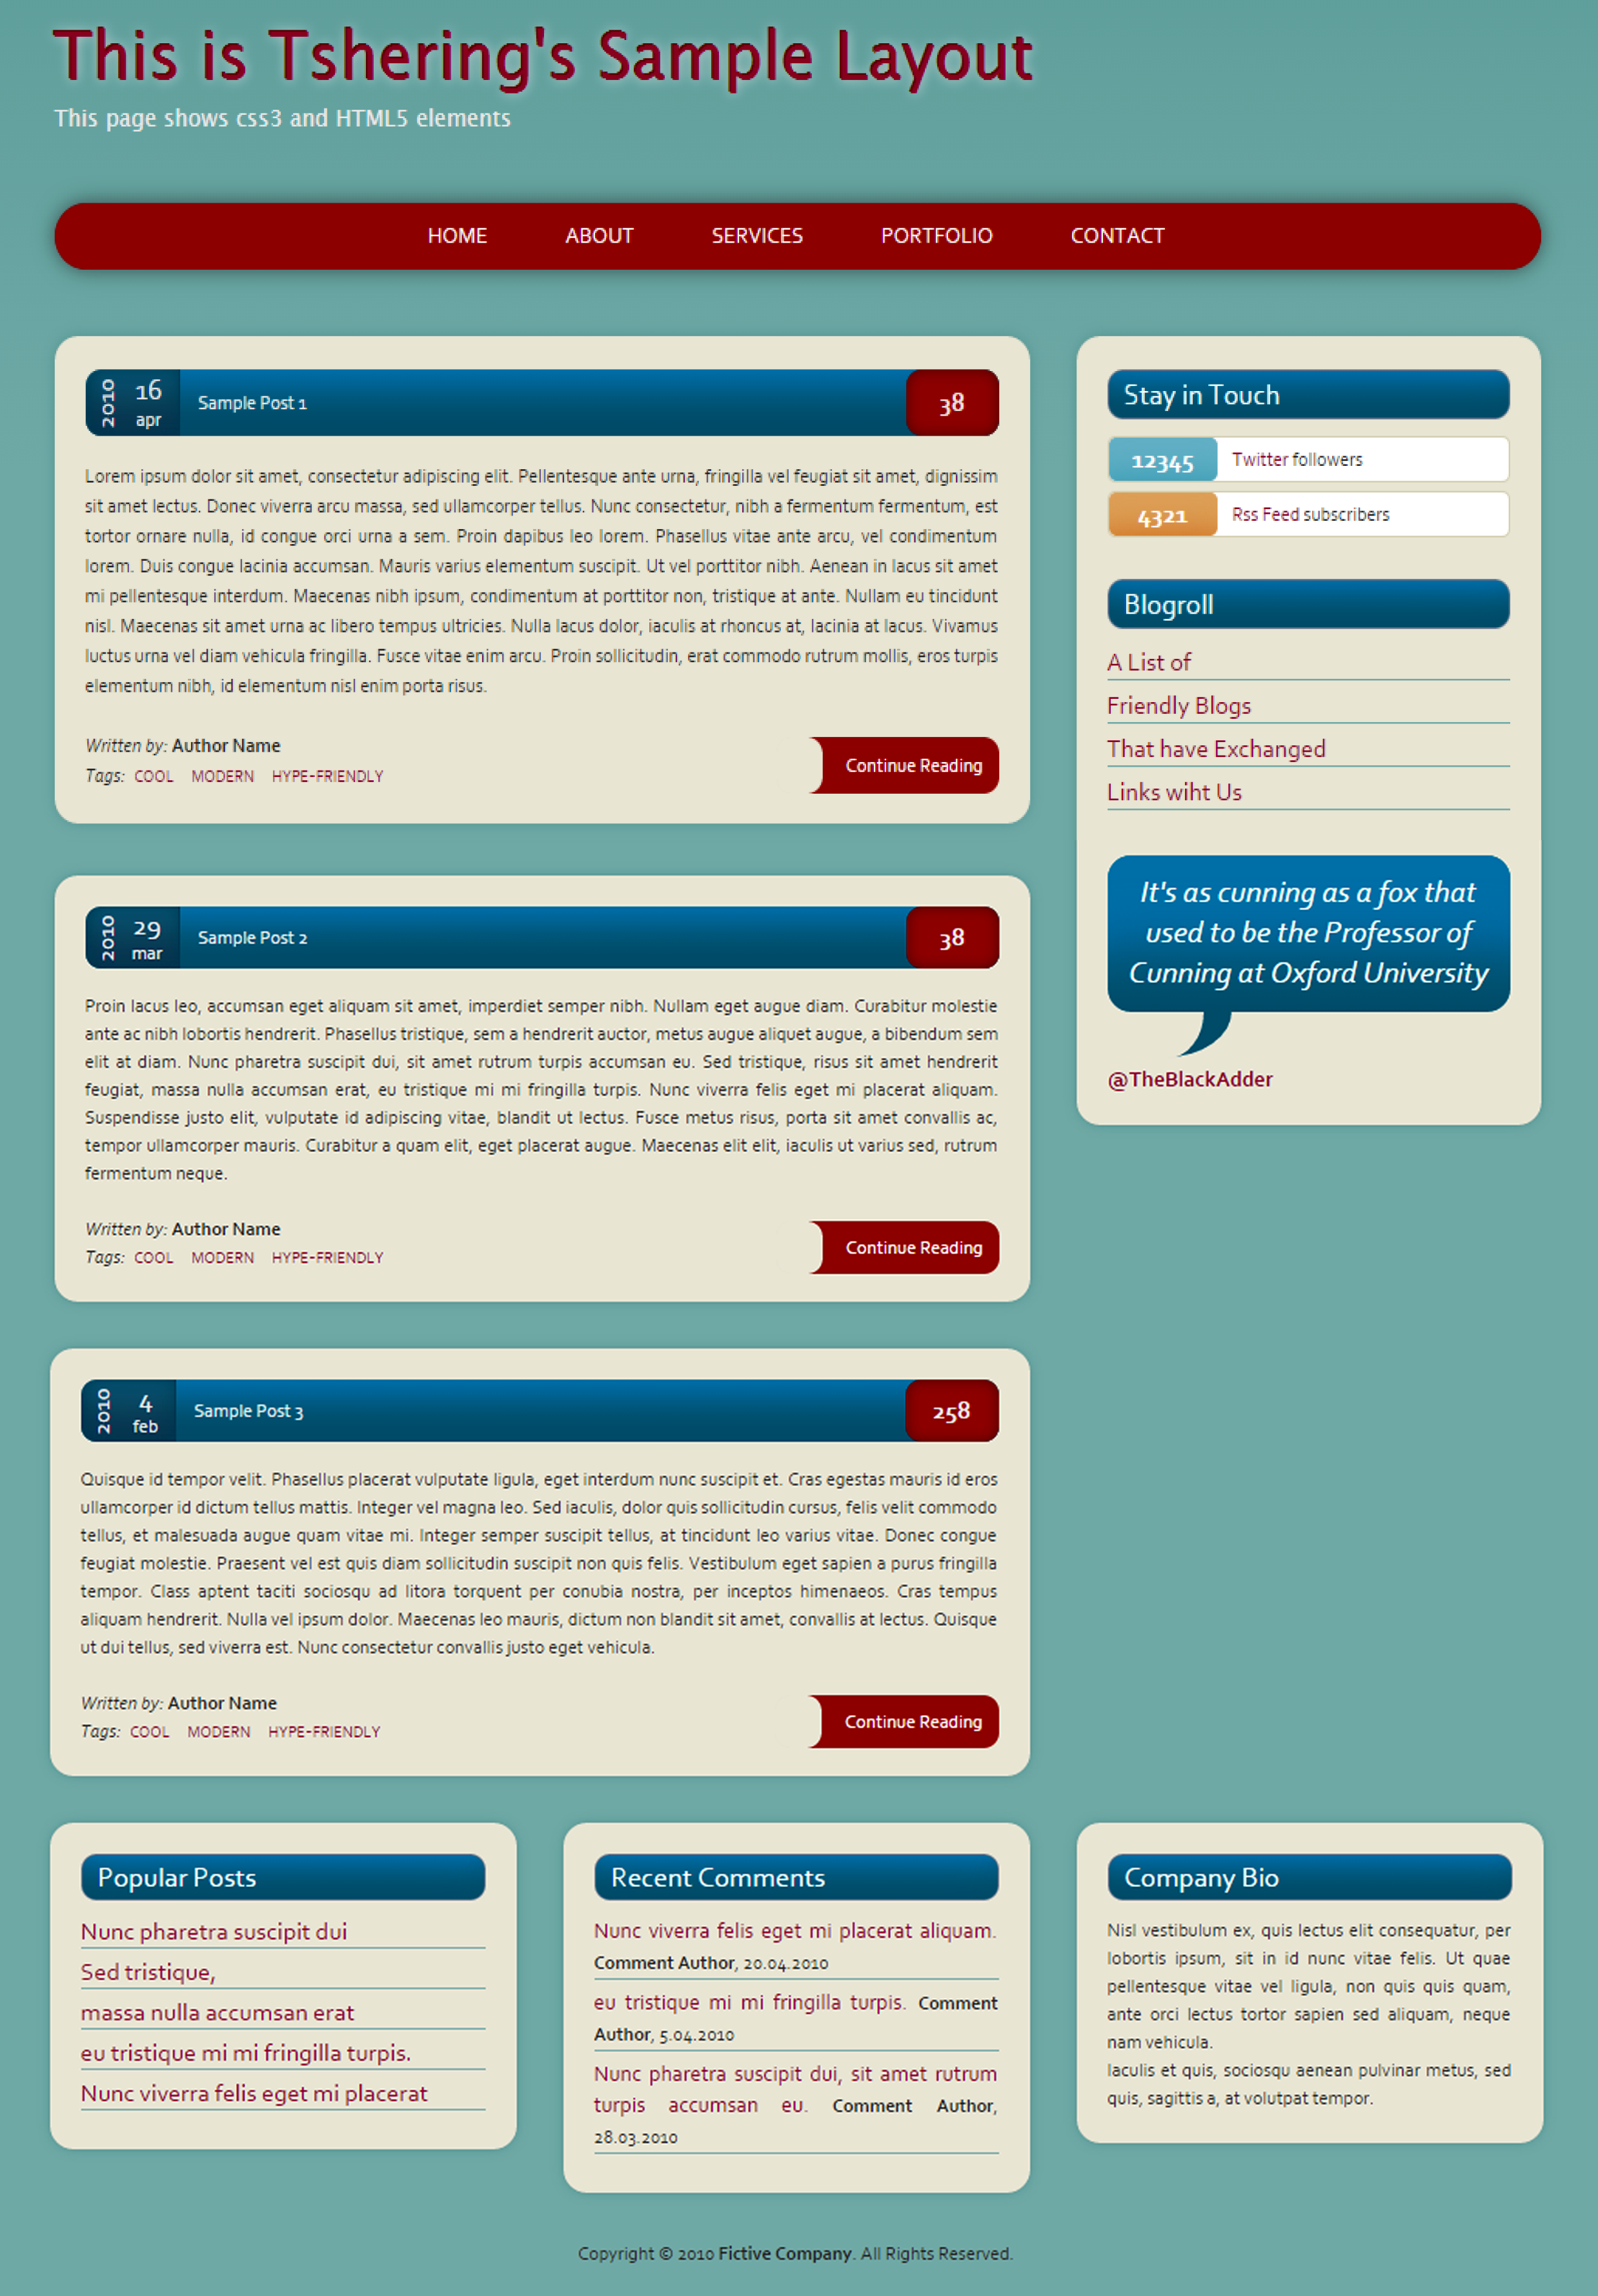 This is Tshering's Sample Layout
This page shows css3 and HTML5 elements
HOME ABOUT SERVICES PORTFOLIO CONTACT
2010 16 apr Sample Post 1 38
Lorem ipsum dolor sit amet, consectetur adipiscing elit. Pellentesque ante urna, fringilla vel feugiat sit amet, dignissim
sit amet lectus. Donec viverra arcu massa, sed ullamcorper tellus. Nunc consectetur, nibh a fermentum fermentum, est
tortor ornare nulla, id congue orci urna a sem. Proin dapibus leo lorem. Phasellus vitae ante arcu, vel condimentum
lorem. Duis congue lacinia accumsan. Mauris varius elementum suscipit. Ut vel porttitor nibh. Aenean in lacus sit amet
mi pellentesque interdum. Maecenas nibh ipsum, condimentum at porttitor non, tristique at ante. Nullam eu tincidunt
nisl. Maecenas sit amet urna ac libero tempus ultricies. Nulla lacus dolor, iaculis at rhoncus at, lacinia at lacus. Vivamus
luctus urna vel diam vehicula fringilla. Fusce vitae enim arcu. Proin sollicitudin, erat commodo rutrum mollis, eros turpis
elementum nibh, id elementum nisl enim porta risus.
Written by: Author Name
Tags: COOL MODERN HYPE-FRIENDLY
Continue Reading
2010 29 mar Sample Post 2 38
Proin lacus leo, accumsan eget aliquam sit amet, imperdiet semper nibh. Nullam eget augue diam. Curabitur molestie
ante ac nibh lobortis hendrerit. Phasellus tristique, sem a hendrerit auctor, metus augue aliquet augue, a bibendum sem
elit at diam. Nunc pharetra suscipit dui, sit amet rutrum turpis accumsan eu. Sed tristique, risus sit amet hendrerit
feugiat, massa nulla accumsan erat, eu tristique mi mi fringilla turpis. Nunc viverra felis eget mi placerat aliquam.
Suspendisse justo elit, vulputate id adipiscing vitae, blandit ut lectus. Fusce metus risus, porta sit amet convallis ac,
tempor ullamcorper mauris. Curabitur a quam elit, eget placerat augue. Maecenas elit elit, iaculis ut varius sed, rutrum
fermentum neque.
Written by: Author Name
Tags: COOL MODERN HYPE-FRIENDLY
Continue Reading
2010 4 feb Sample Post 3 258
Quisque id tempor velit. Phasellus placerat vulputate ligula, eget interdum nunc suscipit et. Cras egestas mauris id eros
ullamcorper id dictum tellus mattis. Integer vel magna leo. Sed iaculis, dolor quis sollicitudin cursus, felis velit commodo
tellus, et malesuada augue quam vitae mi. Integer semper suscipit tellus, at tincidunt leo varius vitae. Donec congue
feugiat molestie. Praesent vel est quis diam sollicitudin suscipit non quis felis. Vestibulum eget sapien a purus fringilla
tempor. Class aptent taciti sociosqu ad litora torquent per conubia nostra, per inceptos himenaeos. Cras tempus
aliquam hendrerit. Nulla vel ipsum dolor. Maecenas leo mauris, dictum non blandit sit amet, convallis at lectus. Quisque
ut dui tellus, sed viverra est. Nunc consectetur convallis justo eget vehicula.
Written by: Author Name
Tags: COOL MODERN HYPE-FRIENDLY
Continue Reading
Stay in Touch
12345 Twitter followers
4321 Rss Feed subscribers
Blogroll
A List of
Friendly Blogs
That have Exchanged
Links wiht Us
It's as cunning as a fox that
used to be the Professor of
Cunning at Oxford University
@TheBlackAdder
Popular Posts
Nunc pharetra suscipit dui
Sed tristique,
massa nulla accumsan erat
eu tristique mi mi fringilla turpis.
Nunc viverra felis eget mi placerat
Recent Comments
Nunc viverra felis eget mi placerat aliquam.
Comment Author, 20.04.2010
eu tristique mi mi fringilla turpis. Comment
Author, 5.04.2010
Nunc pharetra suscipit dui, sit amet rutrum
turpis accumsan eu. Comment Author,
28.03.2010
Company Bio
Nisl vestibulum ex, quis lectus elit consequatur, per
lobortis ipsum, sit in id nunc vitae felis. Ut quae
pellentesque vitae vel ligula, non quis quis quam,
ante orci lectus tortor sapien sed aliquam, neque
nam vehicula.
Iaculis et quis, sociosqu aenean pulvinar metus, sed
quis, sagittis a, at volutpat tempor.
Copyright © 2010 Fictive Company. All Rights Reserved.